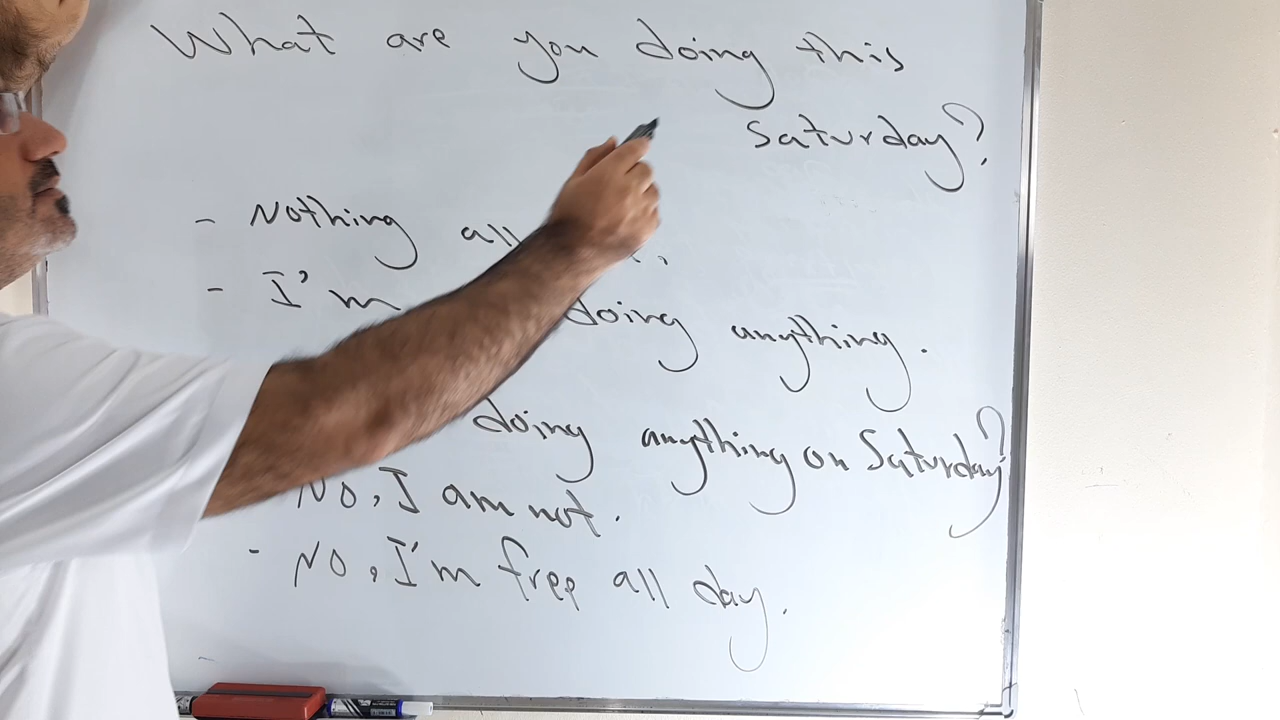 What are you doing this
Saturday?
- Nothing all
- I'm doing anything.
doing anything on Saturday?
No, I am not.
- No, I'm free all day.